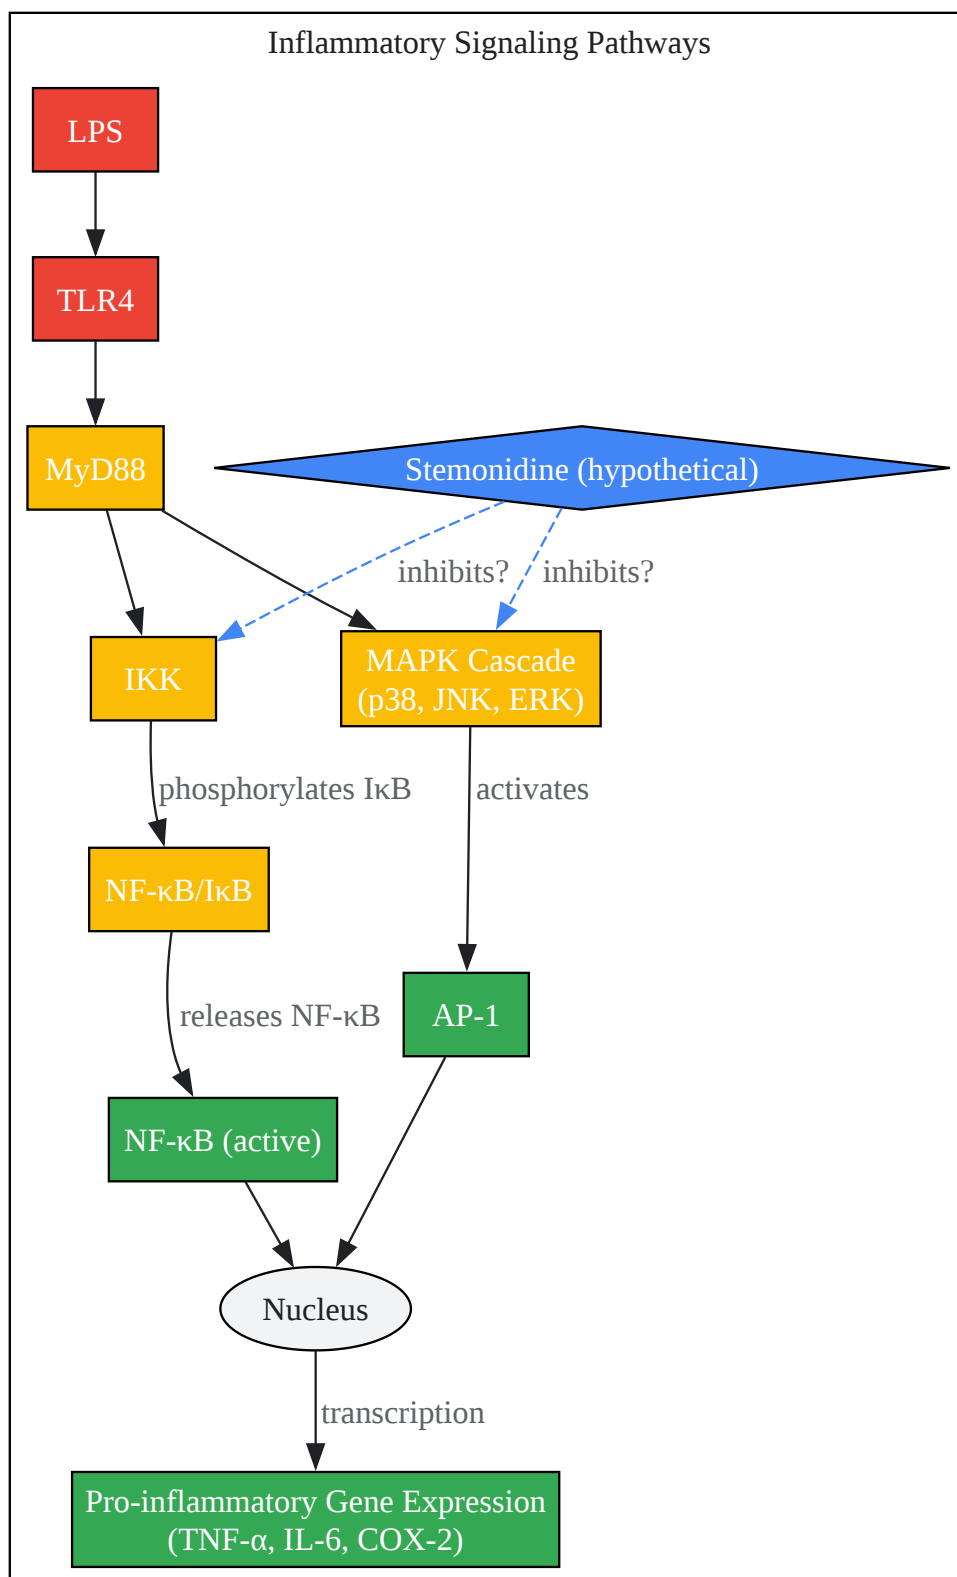 Inflammatory Signaling Pathways
LPS
TLR4
MyD88
Stemonidine (hypothetical)
inhibits?
inhibits?
IKK
MAPK Cascade
(p38, JNK, ERK)
phosphorylates IκB
activates
NF-κB/IκB
releases NF-κB
AP-1
NF-κB (active)
Nucleus
transcription
Pro-inflammatory Gene Expression
(TNF-α, IL-6, COX-2)